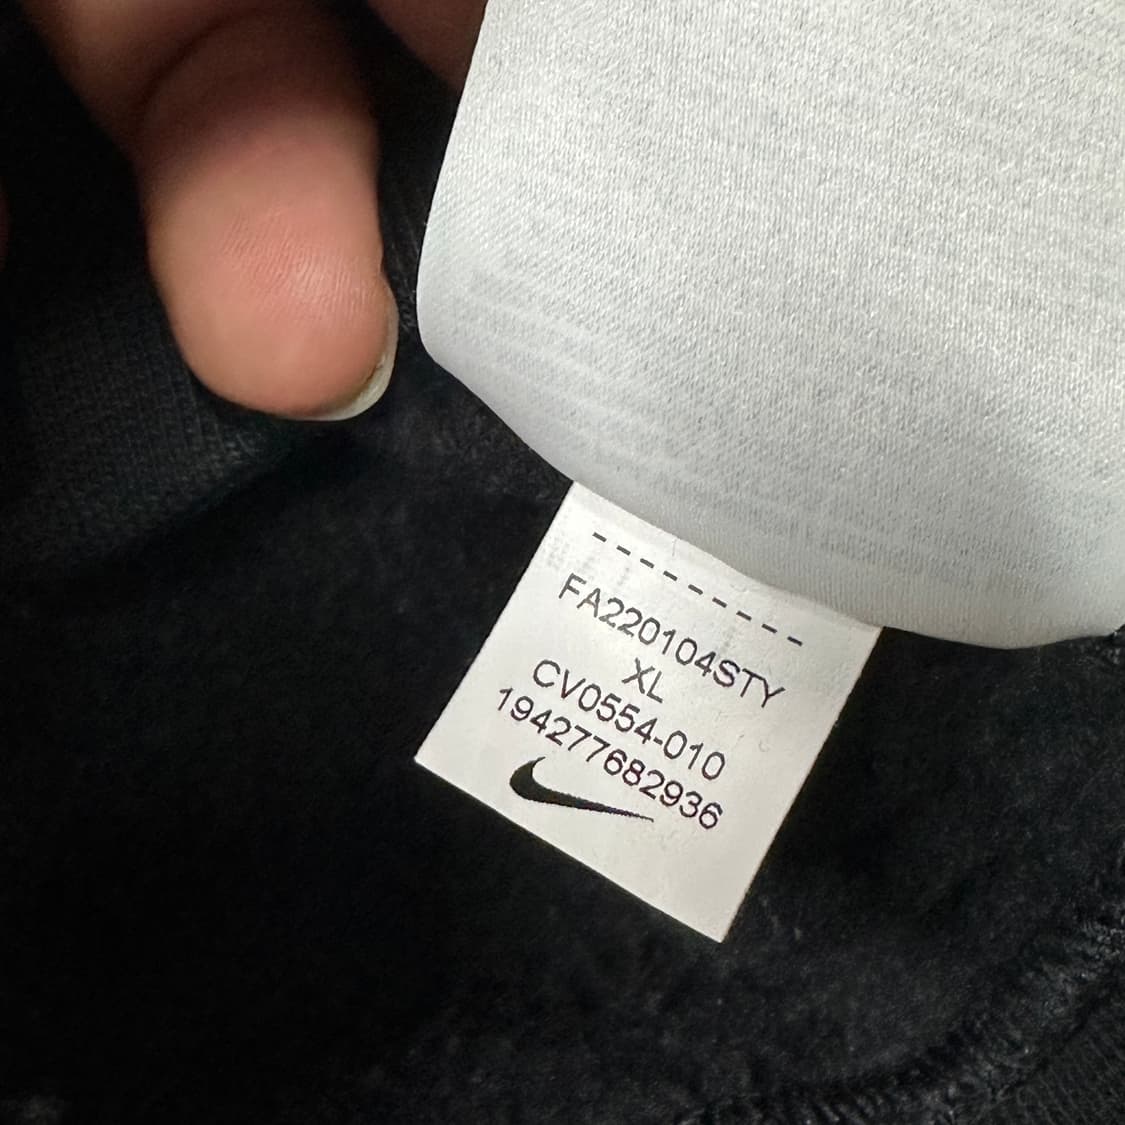 ---------
FA220104STY
XL
CV0554-010
194277682936